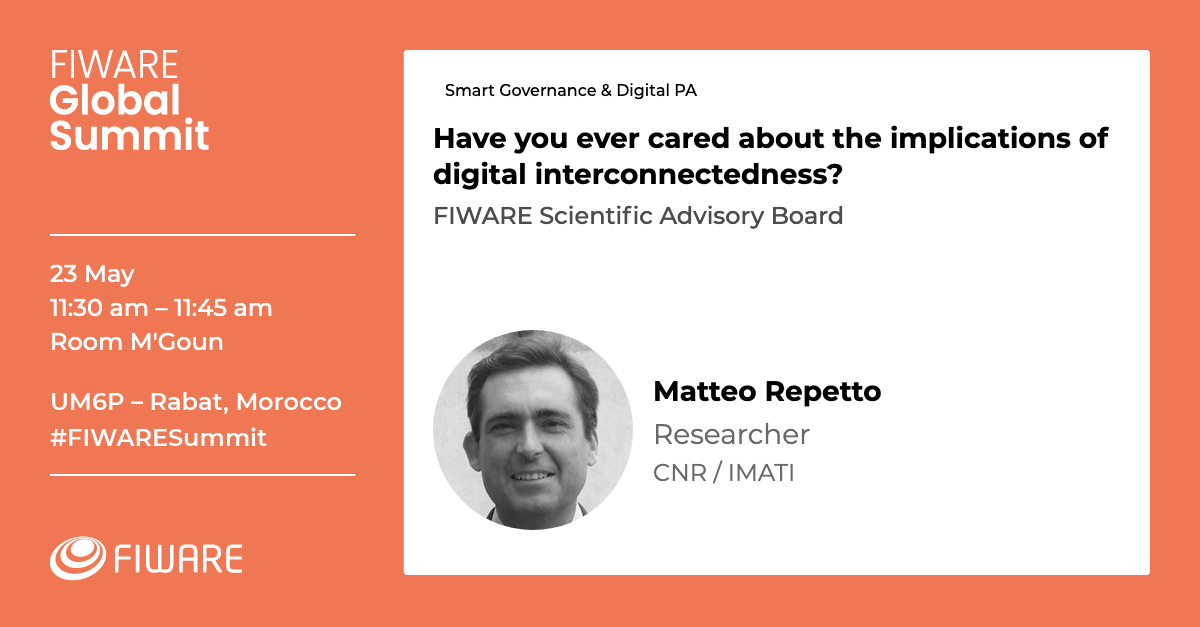 FIWARE
Global
Summit
23 May
11:30 am – 11:45 am
Room M'Goun
UM6P – Rabat, Morocco
#FIWARESummit
FIWARE
Smart Governance & Digital PA
Have you ever cared about the implications of
digital interconnectedness?
FIWARE Scientific Advisory Board
Matteo Repetto
Researcher
CNR / IMATI